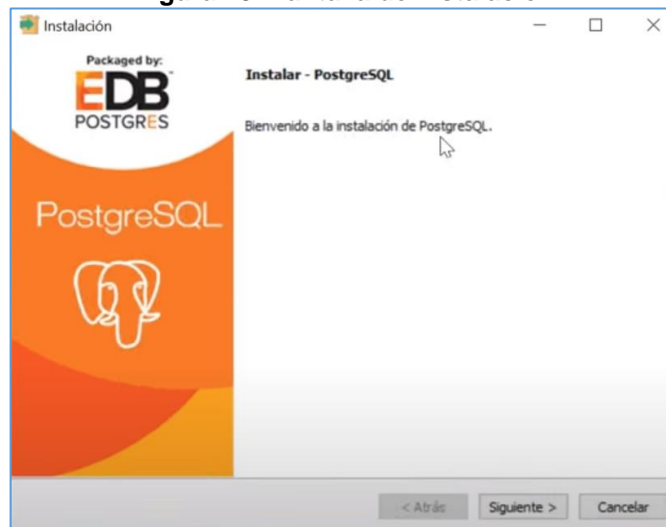 Instalación
Packaged by:
EDB
POSTGRES
Instalar - PostgreSQL
Bienvenido a la instalación de PostgreSQL.
PostgreSQL
< Atrás
Siguiente >
Cancelar